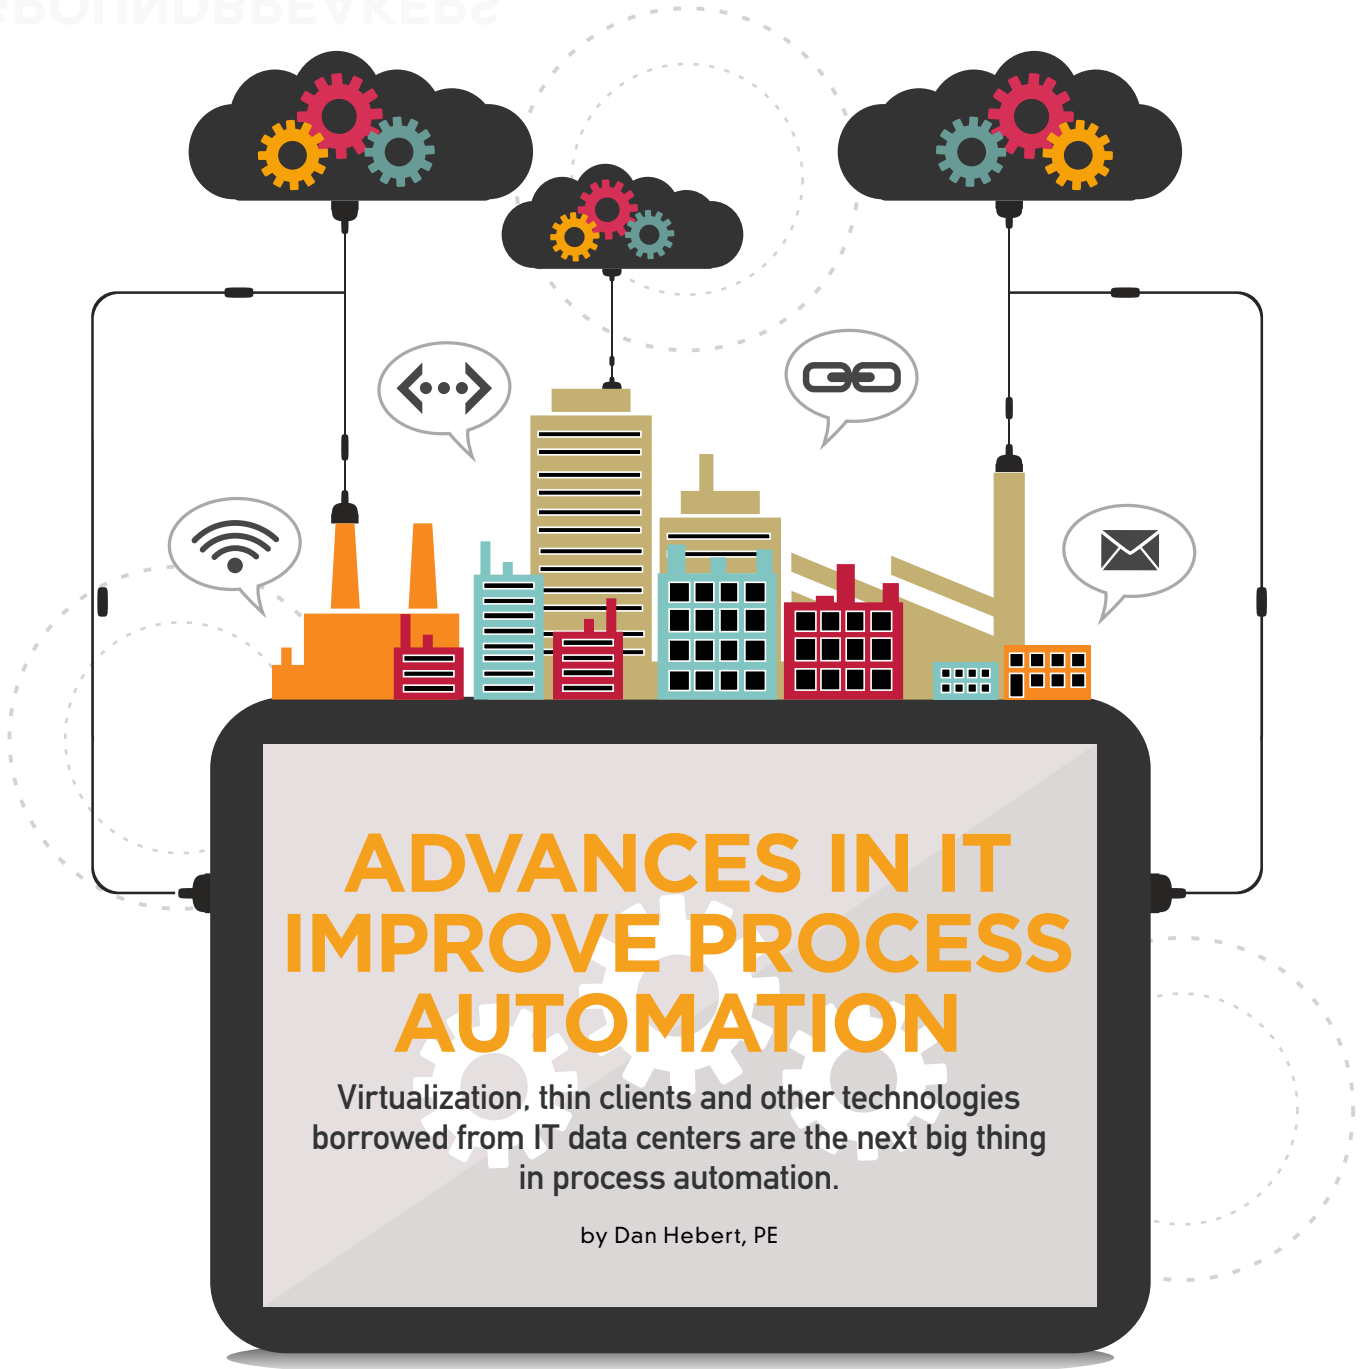 GROUNDBREAKERS
ADVANCES IN IT
IMPROVE PROCESS
AUTOMATION
Virtualization, thin clients and other technologies
borrowed from IT data centers are the next big thing
in process automation.
by Dan Hebert, PE